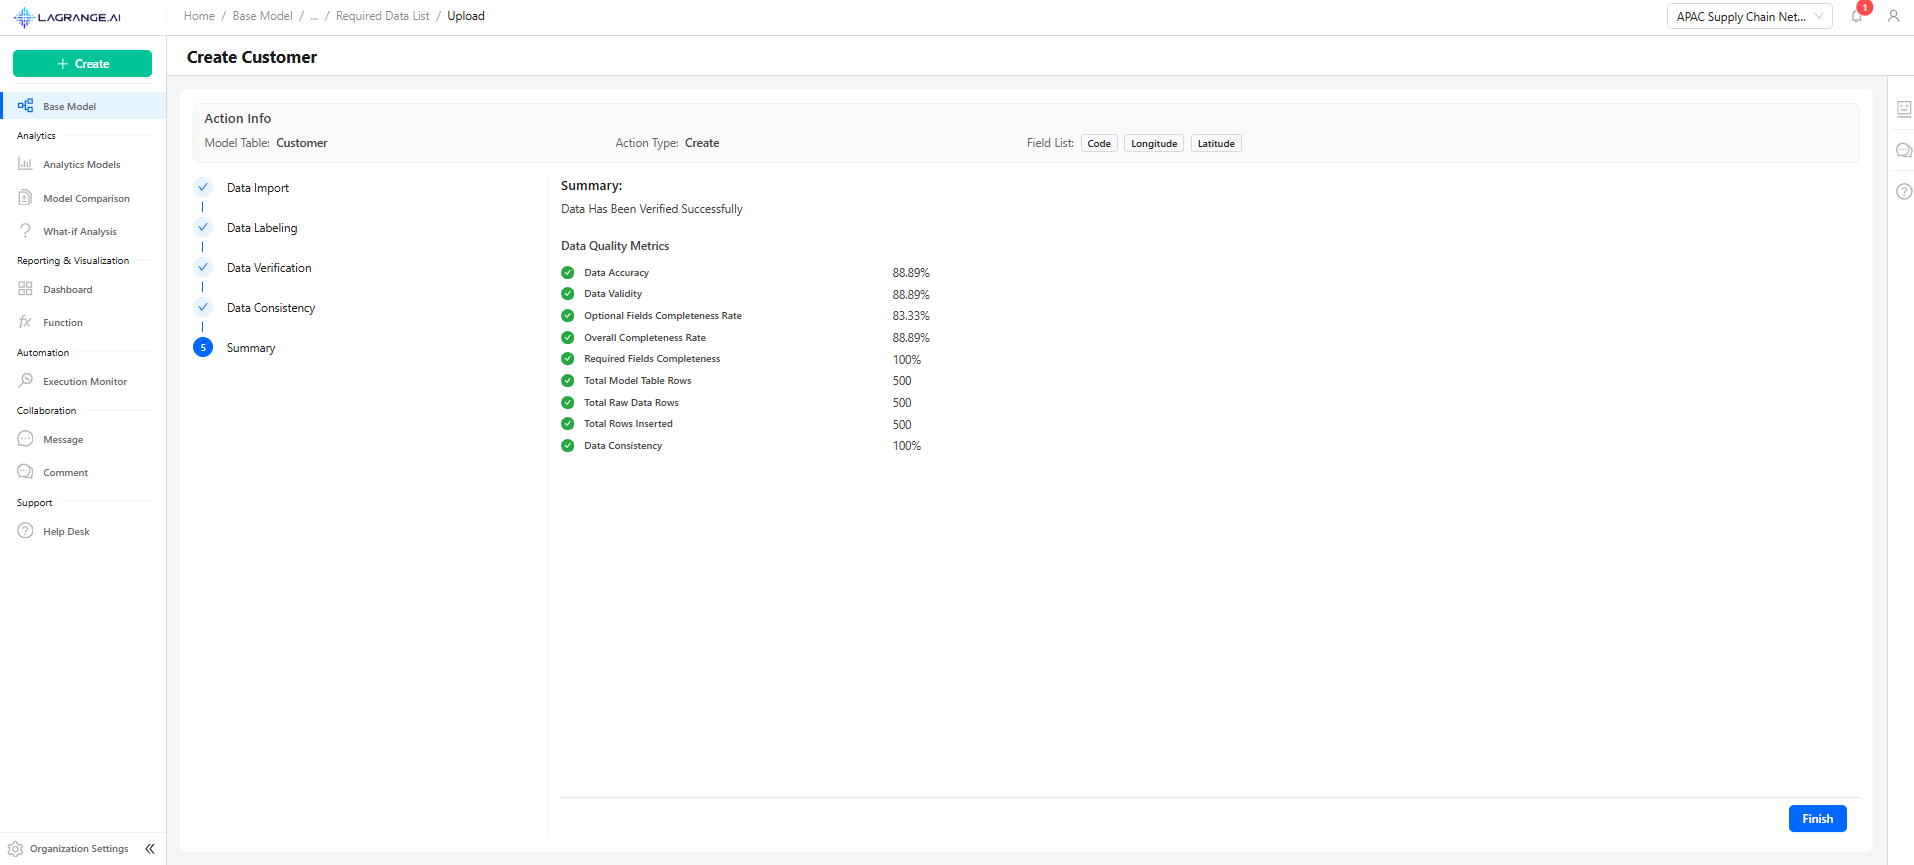 LAGRANGE.AI
Home / Base Model / ... / Required Data List / Upload
APAC Supply Chain Net...
1
+ Create
Base Model
Analytics
Analytics Models
Model Comparison
What-if Analysis
Reporting & Visualization
Dashboard
Function
Automation
Execution Monitor
Collaboration
Message
Comment
Support
Help Desk
Organization Settings
Create Customer
Action Info
Model Table: Customer
Action Type: Create
Field List: Code Longitude Latitude
Data Import
Data Labeling
Data Verification
Data Consistency
5 Summary
Summary:
Data Has Been Verified Successfully
Data Quality Metrics
Data Accuracy 88.89%
Data Validity 88.89%
Optional Fields Completeness Rate 83.33%
Overall Completeness Rate 88.89%
Required Fields Completeness 100%
Total Model Table Rows 500
Total Raw Data Rows 500
Total Rows Inserted 500
Data Consistency 100%
Finish